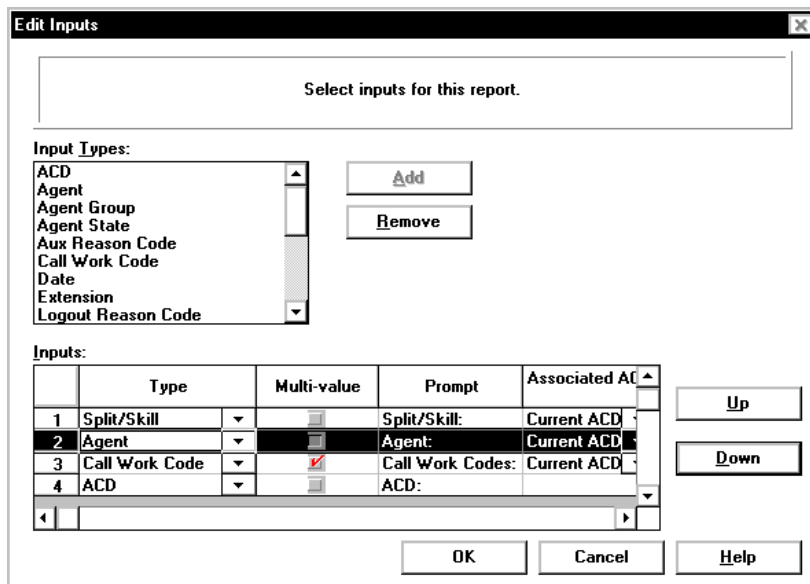 Edit Inputs
Select inputs for this report.
Input Types:
ACD
Agent
Agent Group
Agent State
Aux Reason Code
Call Work Code
Date
Extension
Logout Reason Code
Add
Remove
Inputs:
Type Multi-value Prompt Associated AC
1 Split/Skill Split/Skill: Current ACD
2 Agent Agent: Current ACD
3 Call Work Code Call Work Codes: Current ACD
4 ACD ACD:
Up
Down
OK Cancel Help